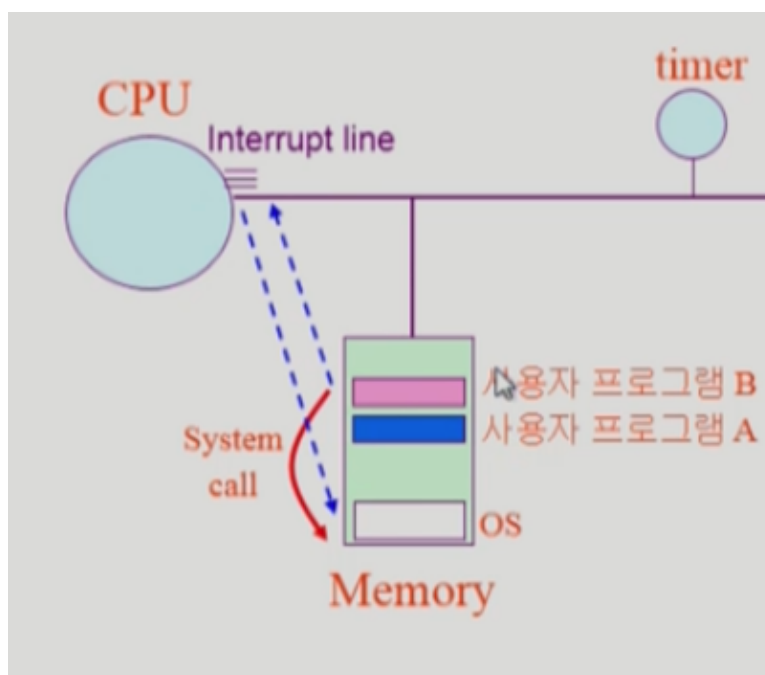 timer
CPU
Interrupt line
사용자 프로그램 B
사용자 프로그램 A
System
call
OS
Memory